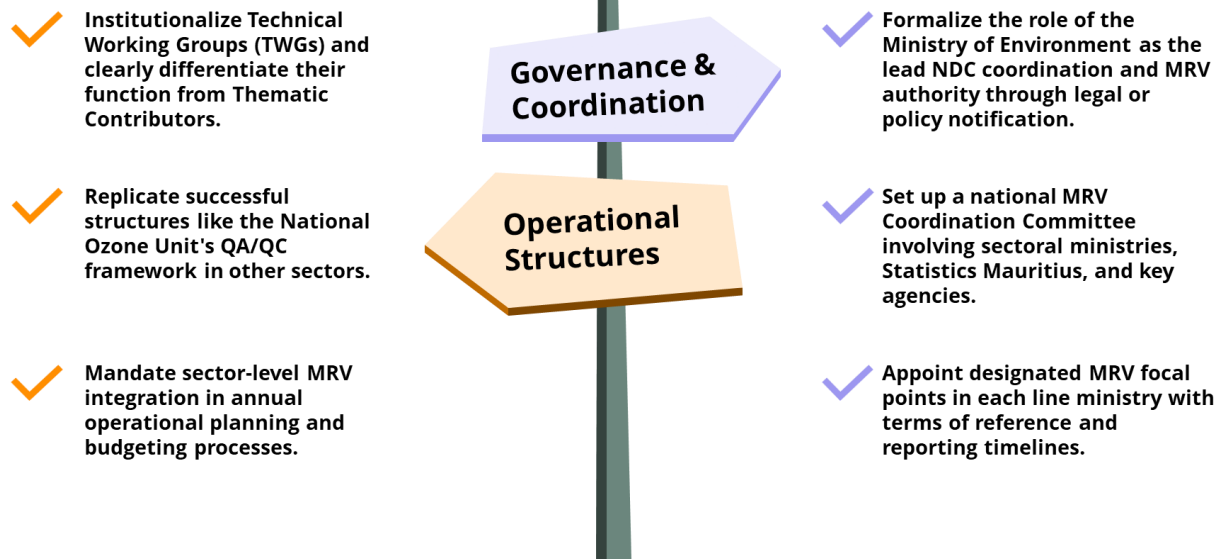 Institutionalize Technical
Working Groups (TWGs) and
clearly differentiate their
function from Thematic
Contributors.
Replicate successful
structures like the National
Ozone Unit's QA/QC
framework in other sectors.
Mandate sector-level MRV
integration in annual
operational planning and
budgeting processes.
Governance &
Coordination
Operational
Structures
Formalize the role of the
Ministry of Environment as the
lead NDC coordination and MRV
authority through legal or
policy notification.
Set up a national MRV
Coordination Committee
involving sectoral ministries,
Statistics Mauritius, and key
agencies.
Appoint designated MRV focal
points in each line ministry with
terms of reference and
reporting timelines.